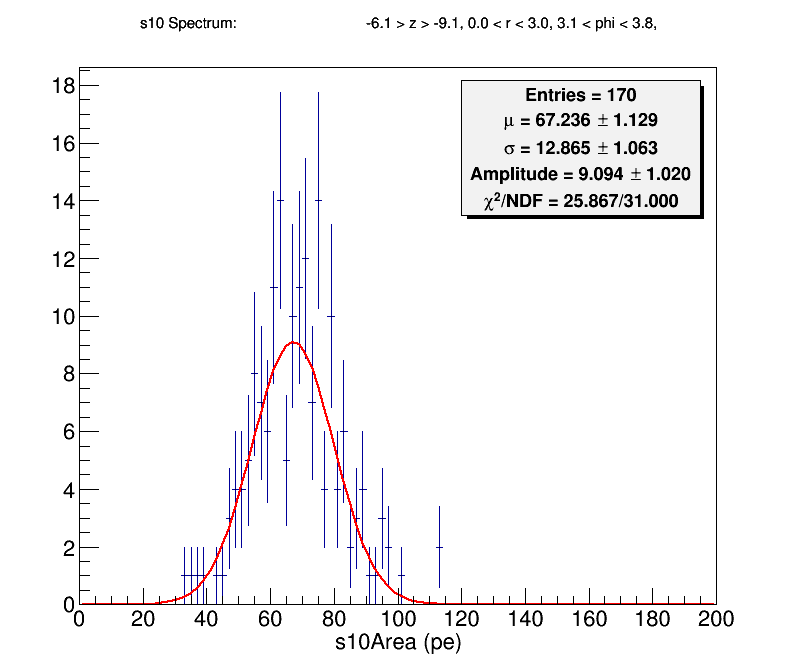 s10 Spectrum: -6.1 > z > -9.1, 0.0 < r < 3.0, 3.1 < phi < 3.8,
Entries = 170
μ = 67.236 ± 1.129
σ = 12.865 ± 1.063
Amplitude = 9.094 ± 1.020
χ²/NDF = 25.867/31.000
18
16
14
12
10
8
6
4
2
0
0 20 40 60 80 100 120 140 160 180 200
s10Area (pe)